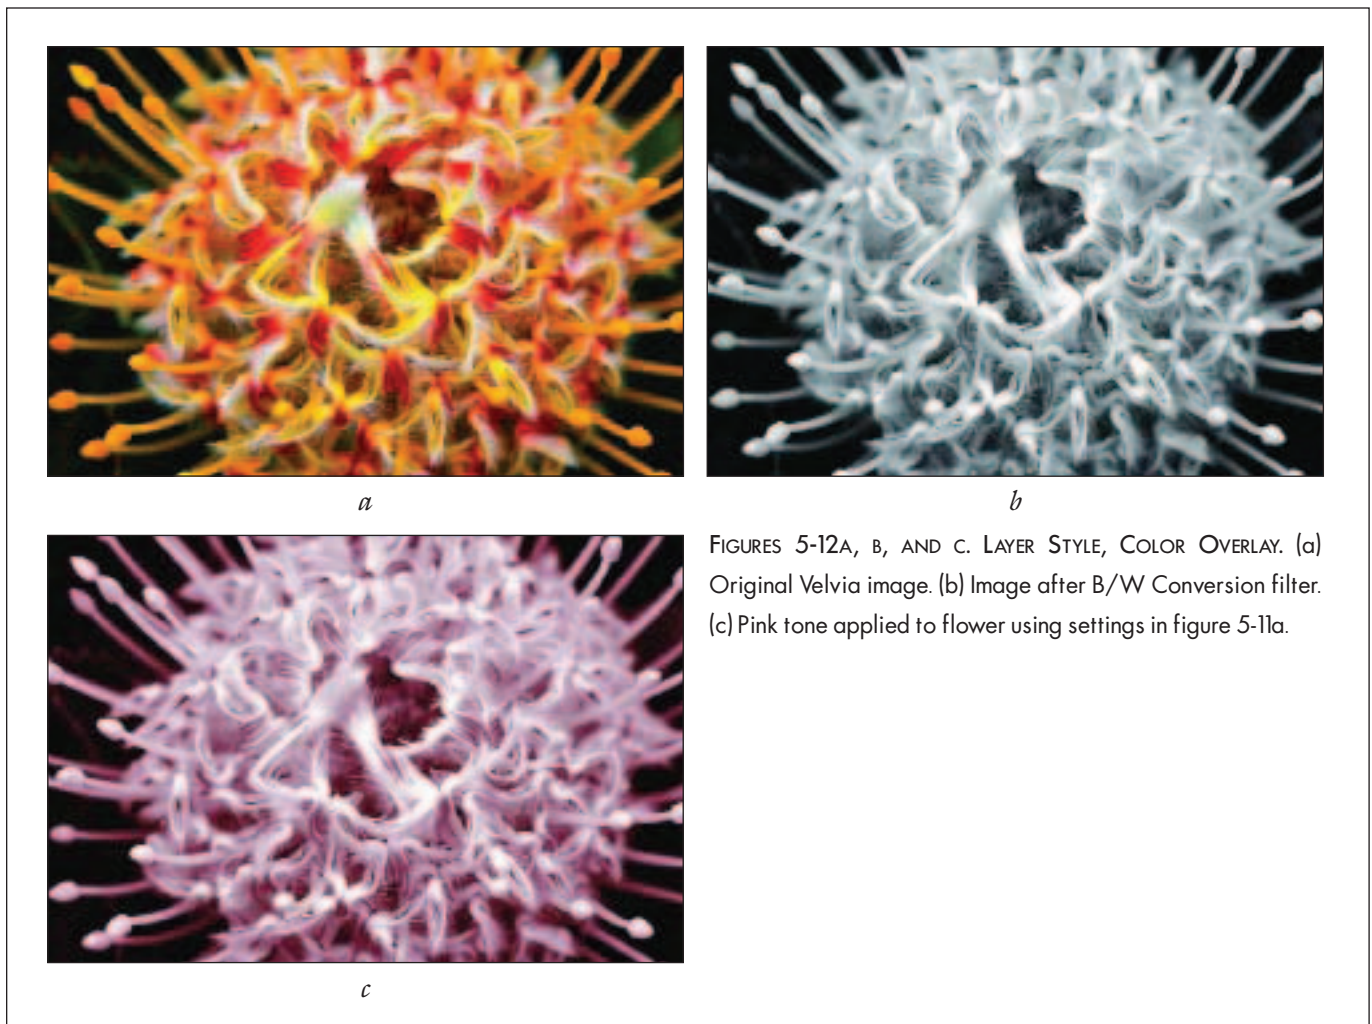 a
b
FIGURES 5-12A, B, AND C. LAYER STYLE, COLOR OVERLAY. (a)
Original Velvia image. (b) Image after B/W Conversion filter.
(c) Pink tone applied to flower using settings in figure 5-11a.
c